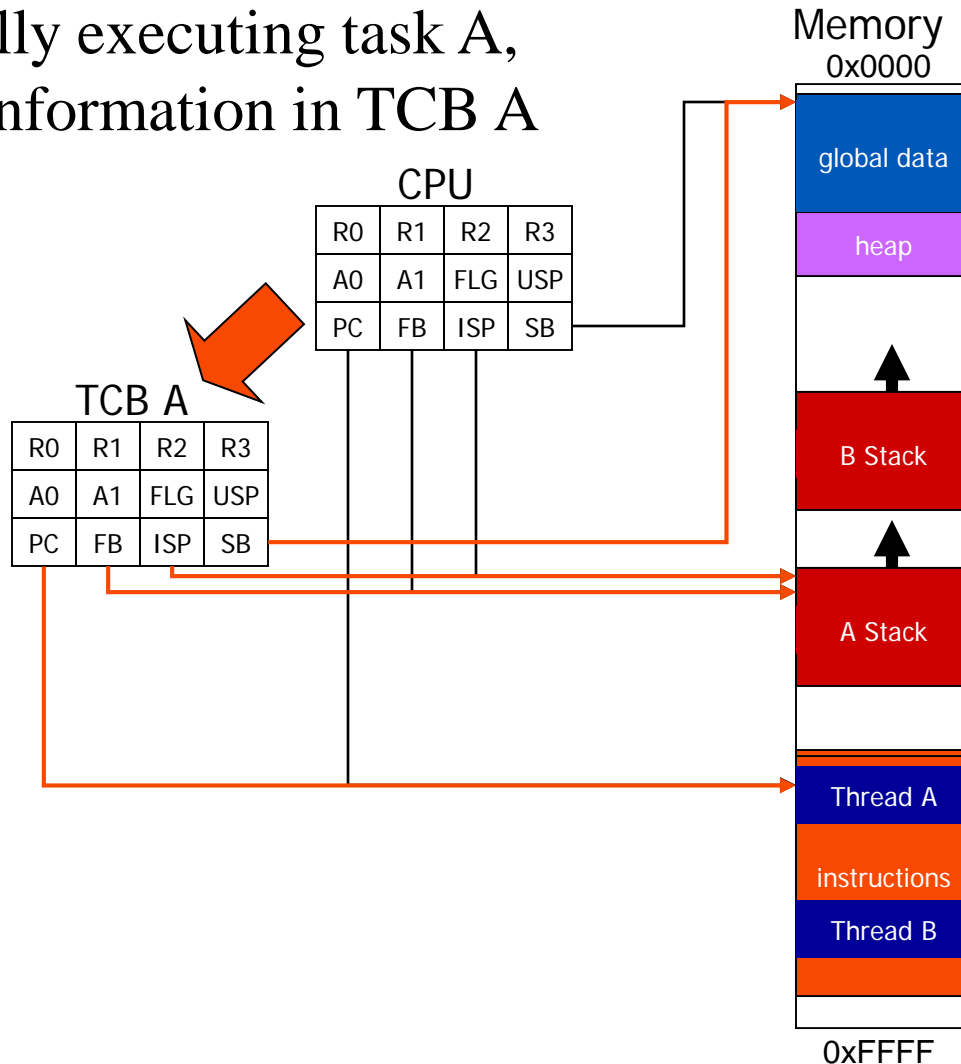 lly executing task A,
nformation in TCB A
Memory
0x0000
global data
heap
B Stack
A Stack
Thread A
instructions
Thread B
0xFFFF
CPU
R0 R1 R2 R3
A0 A1 FLG USP
PC FB ISP SB
TCB A
R0 R1 R2 R3
A0 A1 FLG USP
PC FB ISP SB